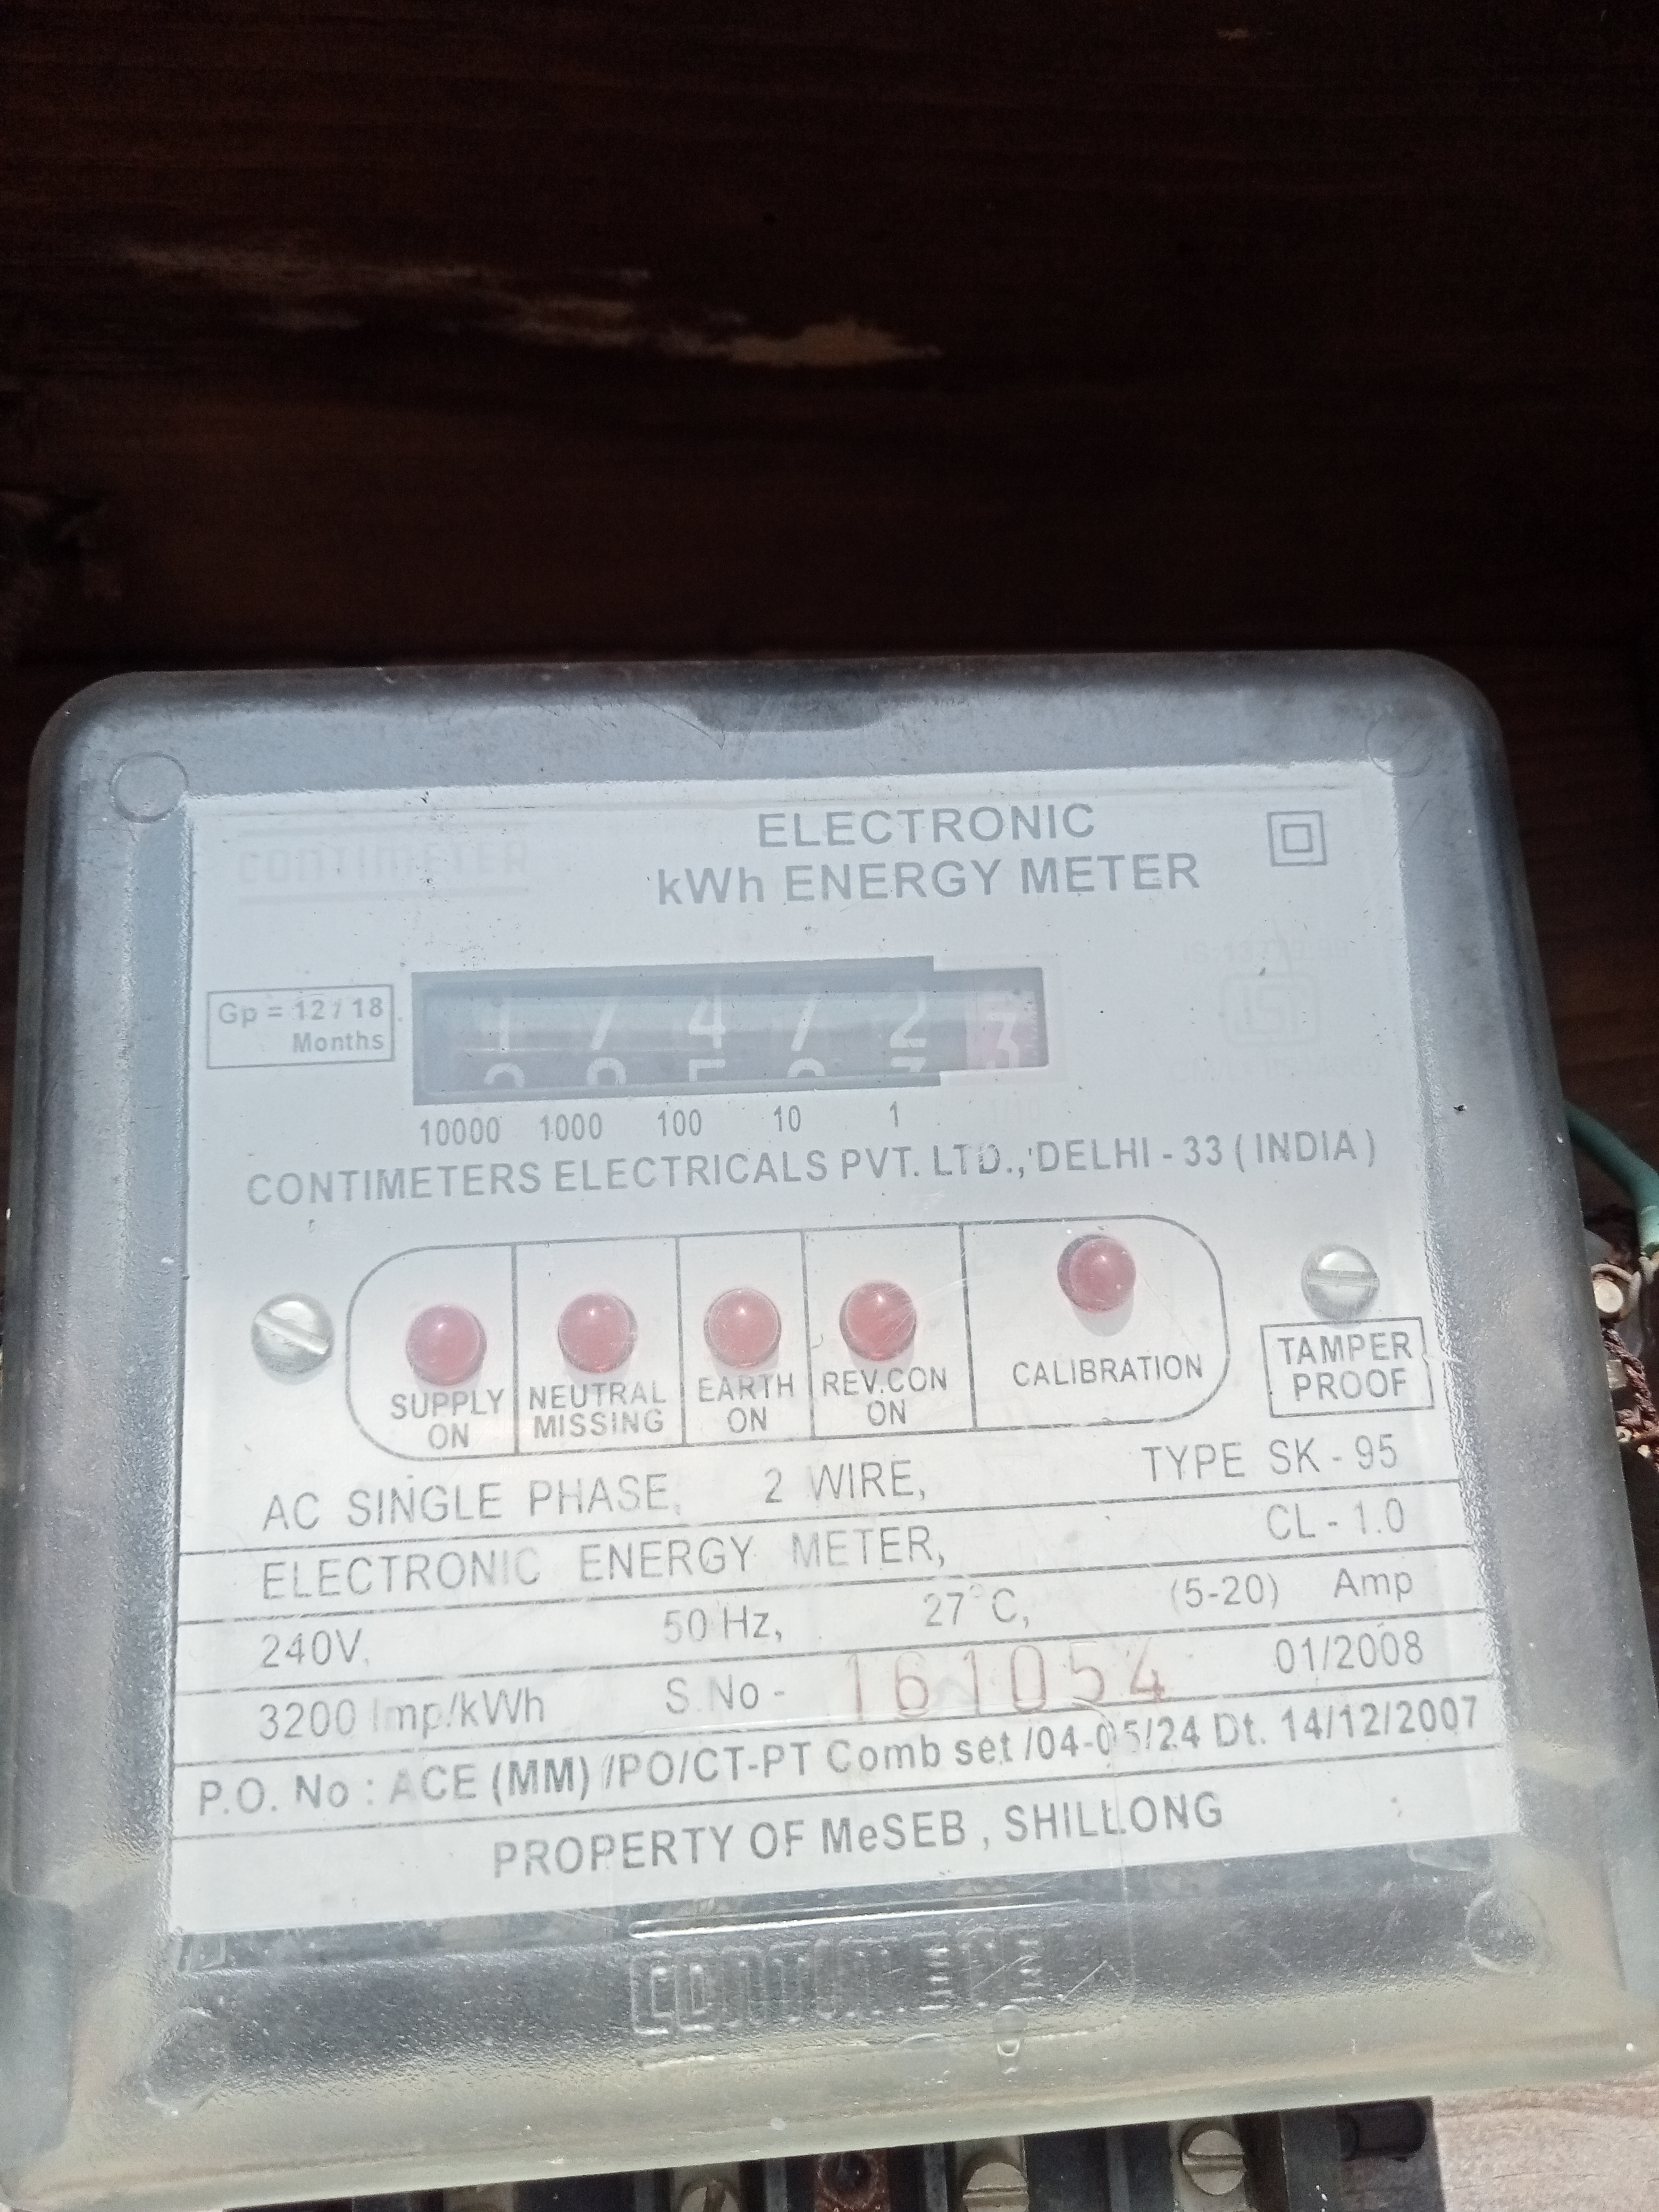 CONTIMETER
ELECTRONIC
kWh ENERGY METER
Gp = 12 / 18
Months
1 7 4 7 2 3
10000 1000 100 10 1
CONTIMETERS ELECTRICALS PVT. LTD., DELHI - 33 ( INDIA )
SUPPLY ON
NEUTRAL MISSING
EARTH ON
REV.CON ON
CALIBRATION
TAMPER PROOF
AC SINGLE PHASE, 2 WIRE, TYPE SK - 95
ELECTRONIC ENERGY METER, CL - 1.0
240V, 50 Hz, 27°C, (5-20) Amp
3200 Imp/kWh S.No - 161054 01/2008
P.O. No : ACE (MM) /PO/CT-PT Comb set /04-05/24 Dt. 14/12/2007
PROPERTY OF MeSEB , SHILLONG